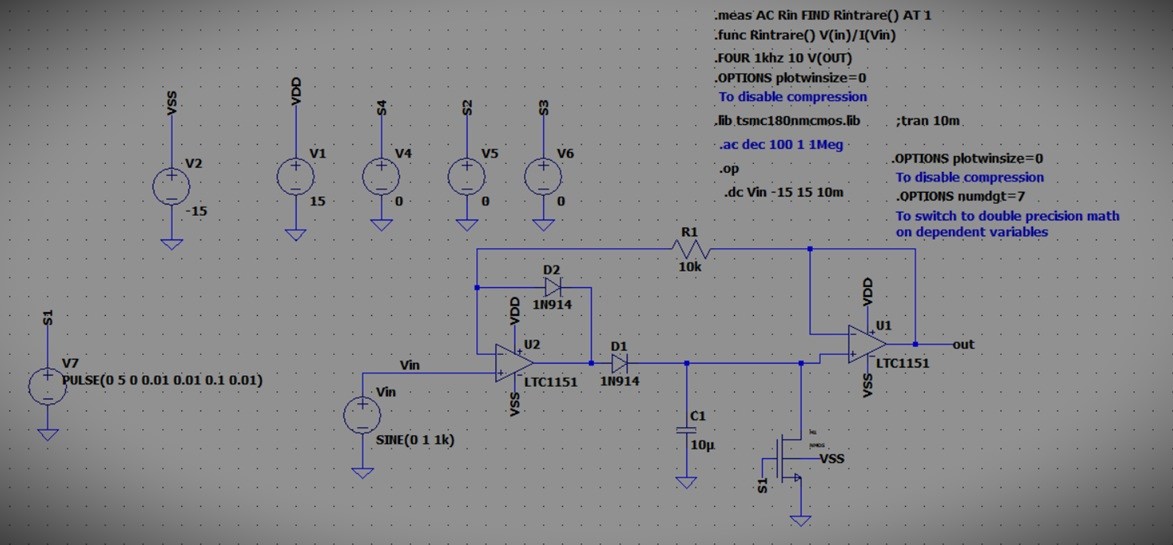 .meas AC Rin FIND Rintrare() AT 1
.func Rintrare() V(in)/I(Vin)
.FOUR 1khz 10 V(OUT)
.OPTIONS plotwinsize=0
To disable compression
.lib tsmc180nmcmos.lib
;tran 10m
.ac dec 100 1 1Meg
.op
.dc Vin -15 15 10m
.OPTIONS plotwinsize=0
To disable compression
.OPTIONS numdgt=7
To switch to double precision math
on dependent variables
VSS
V2
-15
VDD
V1
15
S4
V4
0
S2
V5
0
S3
V6
0
S1
V7
PULSE(0 5 0 0.01 0.01 0.1 0.01)
R1
10k
D2
1N914
VDD
U2
LTC1151
VSS
Vin
Vin
SINE(0 1 1k)
D1
1N914
C1
10µ
VDD
U1
LTC1151
VSS
out
VSS
S1